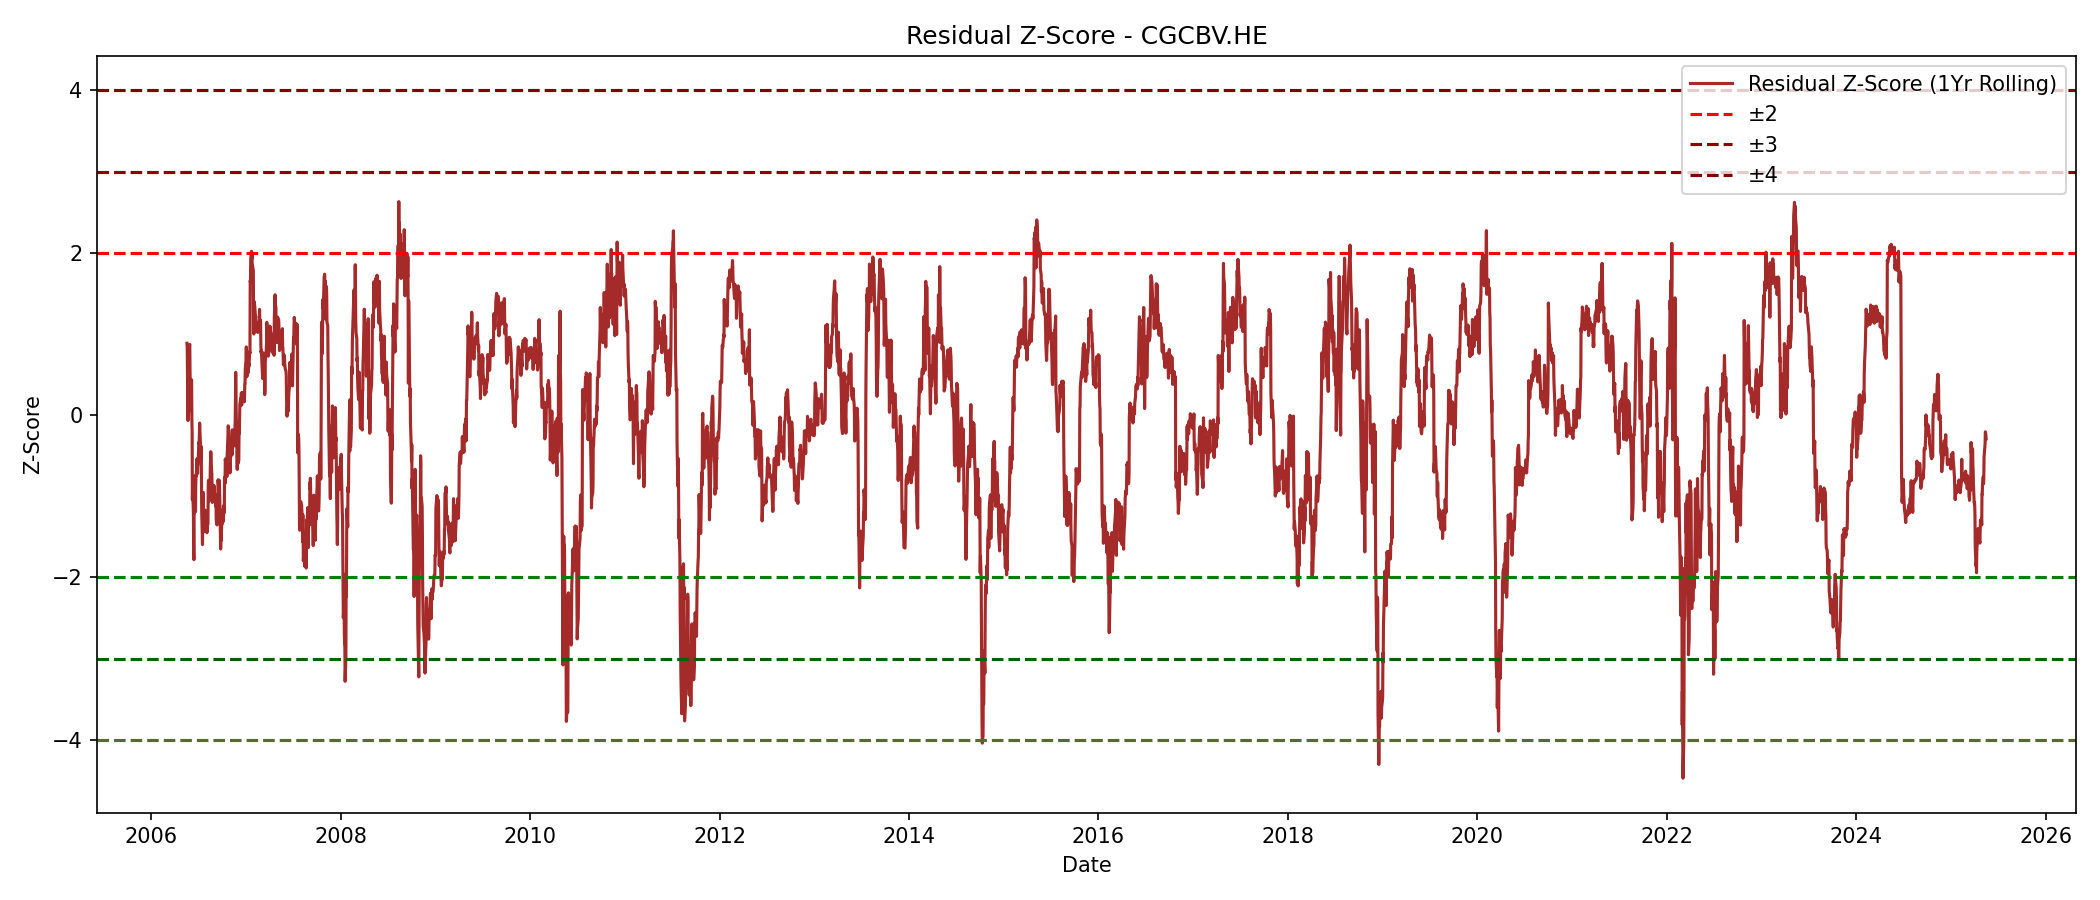 Residual Z-Score - CGCBV.HE
Residual Z-Score (1Yr Rolling)
±2
±3
±4
4
2
0
−2
−4
Z-Score
2006 2008 2010 2012 2014 2016 2018 2020 2022 2024 2026
Date